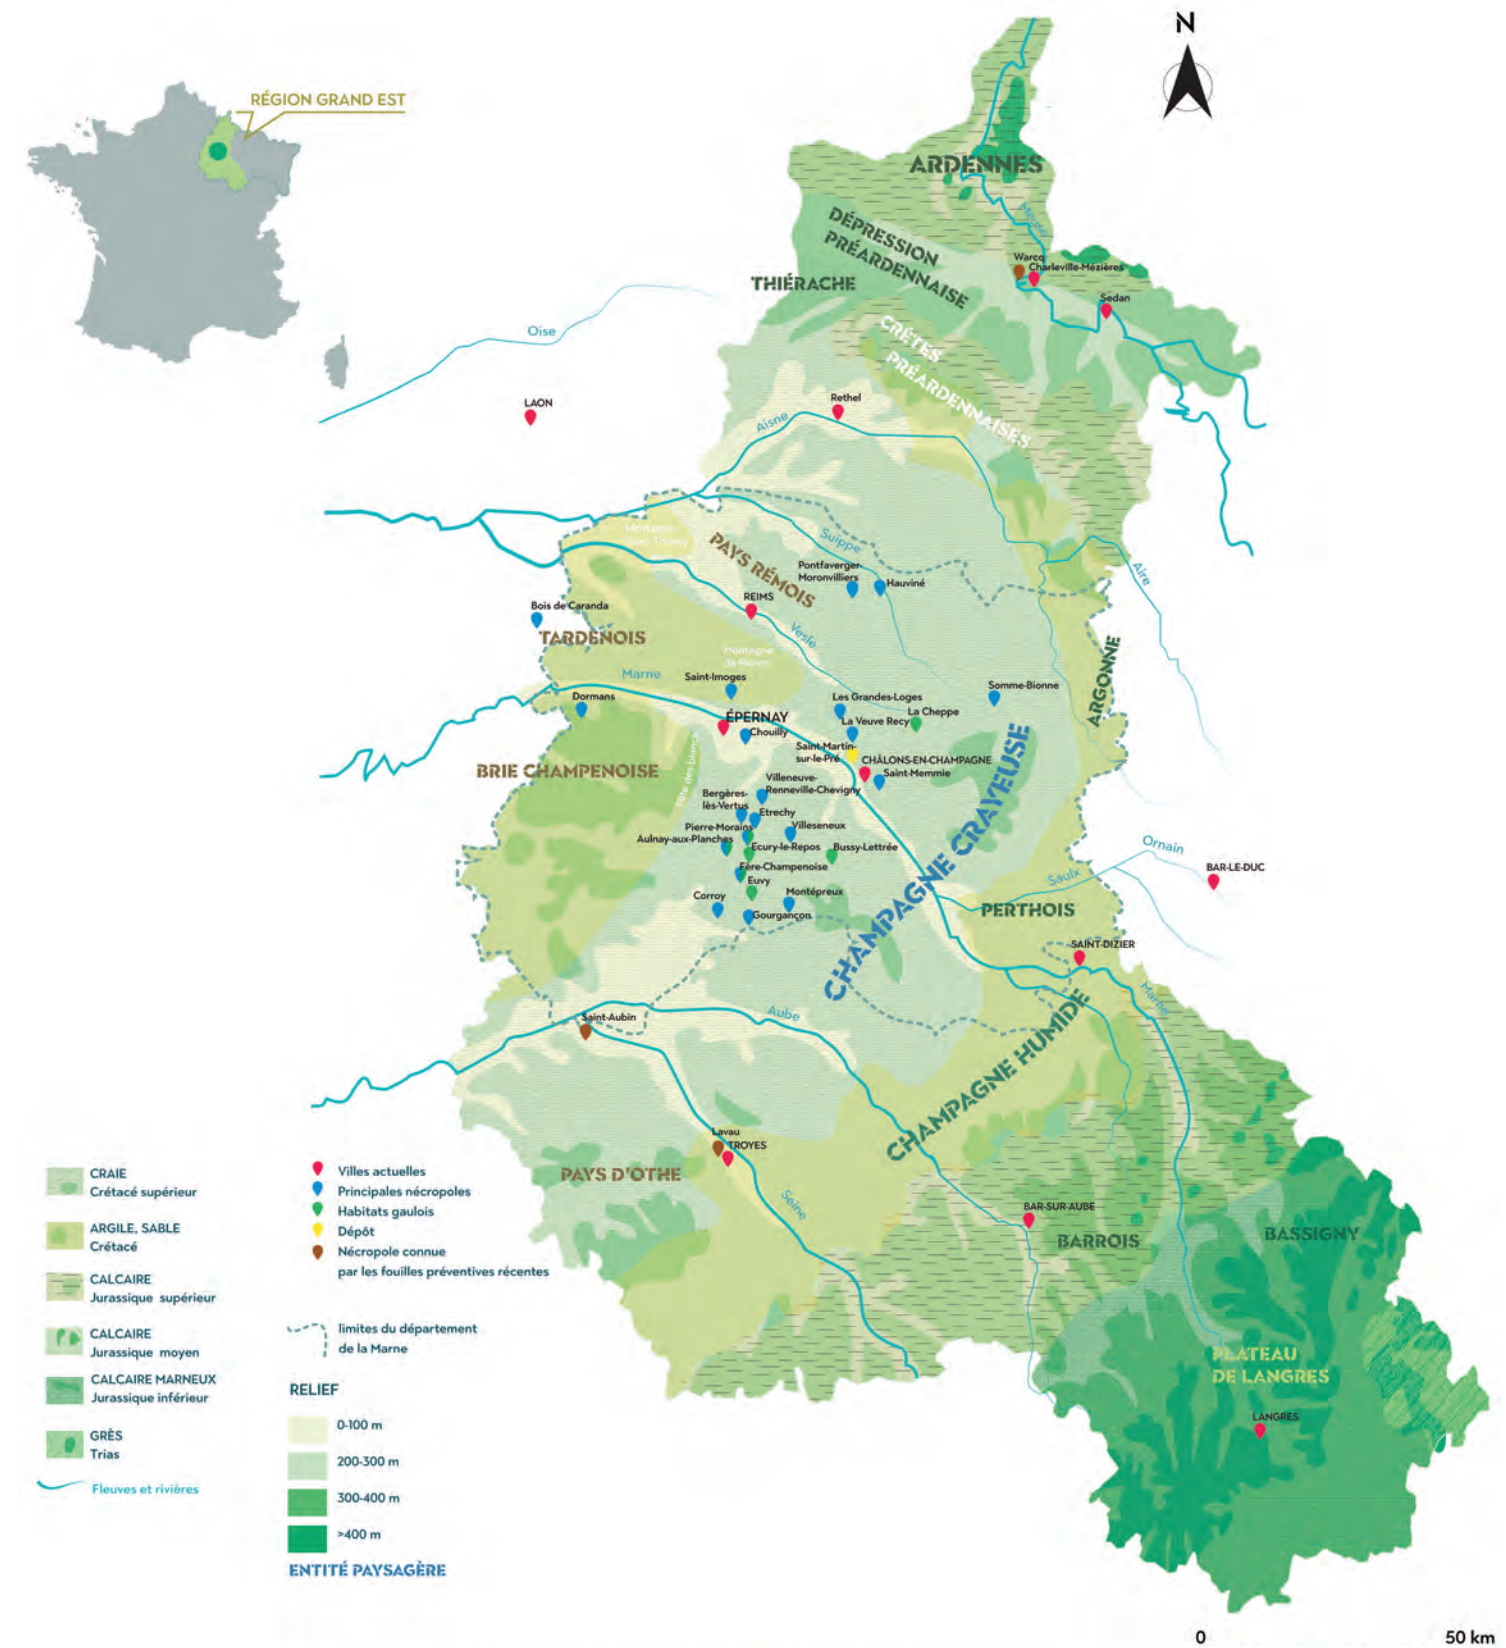 N
RÉGION GRAND EST
ARDENNES
Meuse
DÉPRESSION
PRÉARDENNAISE
Warcq
Charleville-Mézières
THIÉRACHE
Sedan
CRÊTES
PRÉARDENNAISES
Oise
LAON
Rethel
Aisne
Suippe
PAYS RÉMOIS
Pontfaverger-
Moronvilliers
Hauviné
Aire
REIMS
Bois de Caranda
TARDENOIS
Vesle
Montagne
de Reims
ARGONNE
Marne
Saint-Imoges
Somme-Bionne
Dormans
Les Grandes-Loges
La Cheppe
ÉPERNAY
La Veuve Recy
Chouilly
Saint-Martin-
sur-le-Pré
CHÂLONS-EN-CHAMPAGNE
Saint-Memmie
BRIE CHAMPENOISE
Côte des blancs
Villeneuve-
Renneville-Chevigny
Bergères-
lès-Vertus
Etrechy
Pierre-Morains
Villeseneux
Aulnay-aux-Planches
Ecury-le-Repos
Bussy-Lettrée
CHAMPAGNE CRAYEUSE
Ornain
Fère-Champenoise
BAR-LE-DUC
Euvy
Saulx
Corroy
Montépreux
Gourgançon
PERTHOIS
SAINT-DIZIER
Marne
Saint-Aubin
Aube
CHAMPAGNE HUMIDE
Lavau
TROYES
PAYS D'OTHE
Seine
BAR-SUR-AUBE
BARROIS
BASSIGNY
PLATEAU
DE LANGRES
LANGRES
CRAIE
Crétacé supérieur
ARGILE, SABLE
Crétacé
CALCAIRE
Jurassique supérieur
CALCAIRE
Jurassique moyen
CALCAIRE MARNEUX
Jurassique inférieur
GRÈS
Trias
Fleuves et rivières
Villes actuelles
Principales nécropoles
Habitats gaulois
Dépôt
Nécropole connue
par les fouilles préventives récentes
limites du département
de la Marne
RELIEF
0-100 m
200-300 m
300-400 m
>400 m
ENTITÉ PAYSAGÈRE
0
50 km